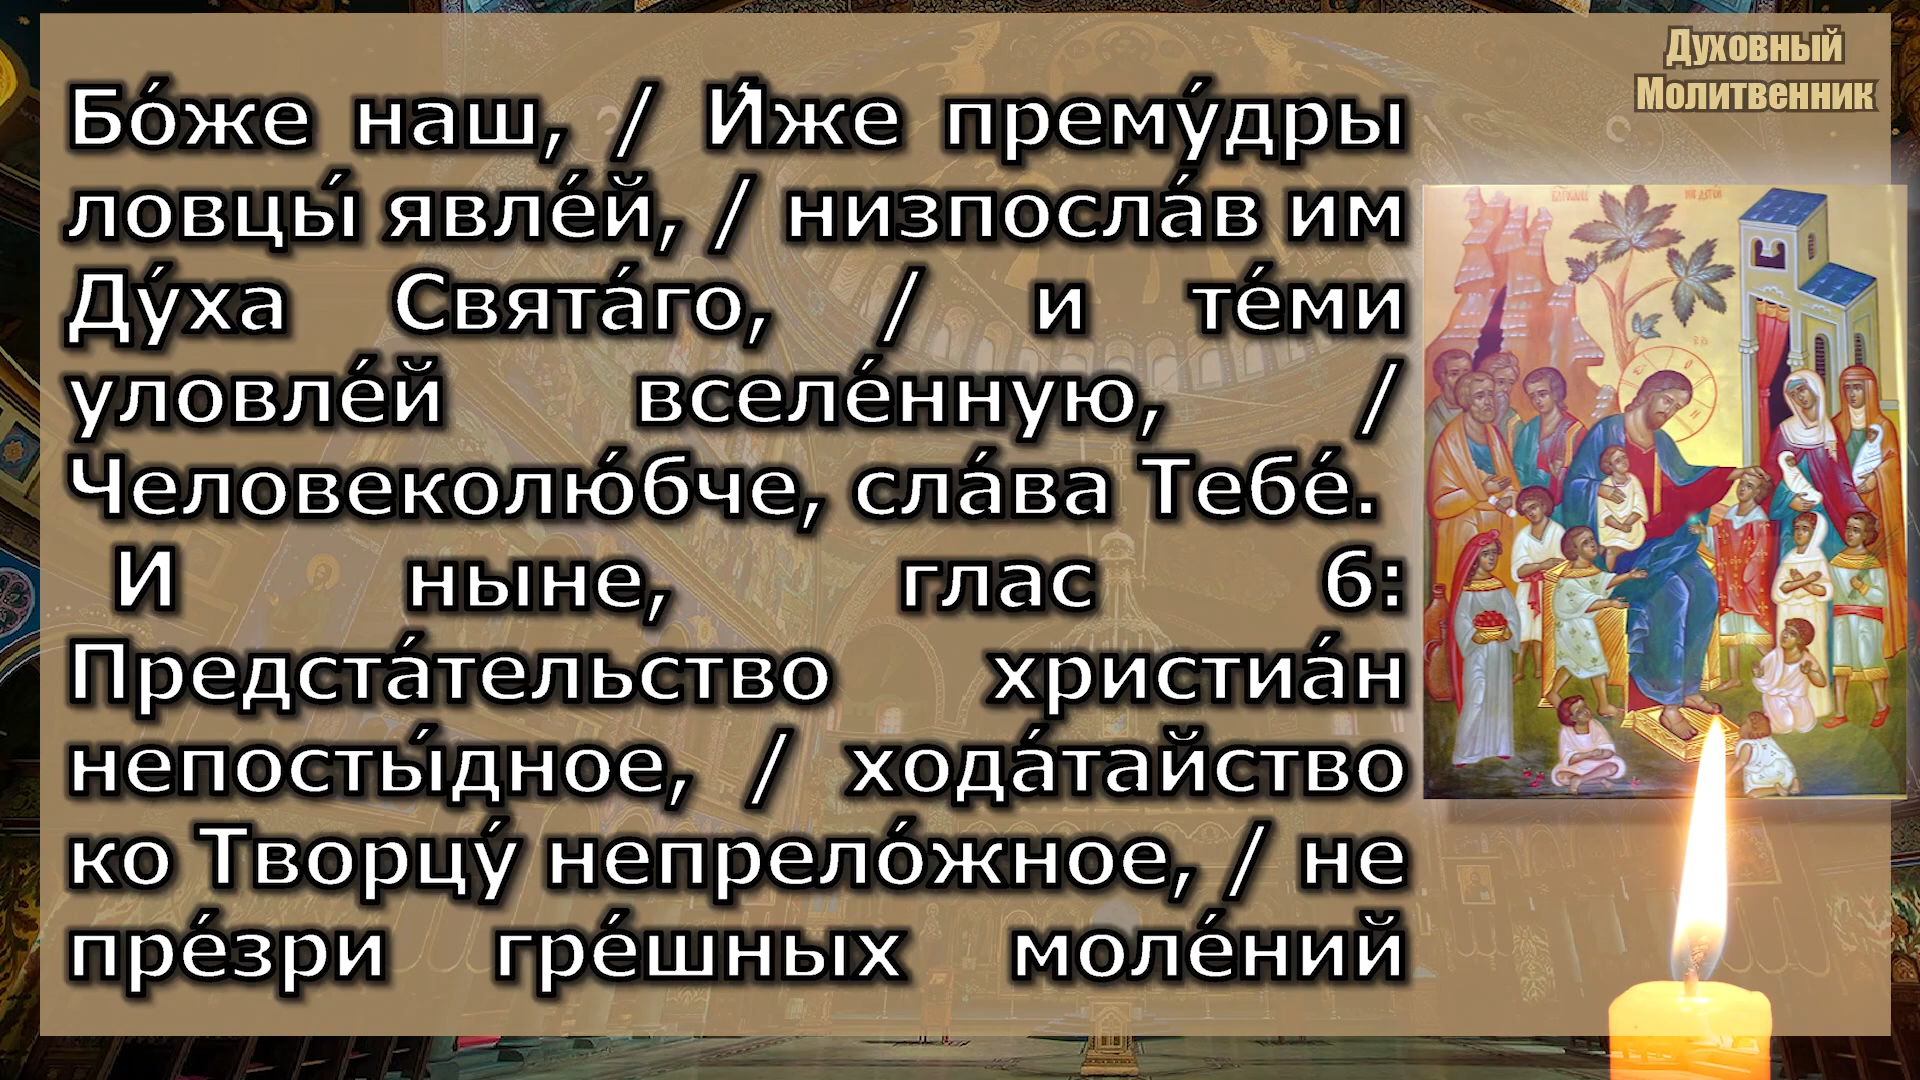 Духовный
Молитвенник
Бо́же наш, / И́же прему́дры
ловцы́ явле́й, / низпосла́в им
Ду́ха Свята́го, / и те́ми
уловле́й вселе́нную, /
Человеколю́бче, сла́ва Тебе́.
И ныне, глас 6:
Предста́тельство христиа́н
непосты́дное, / хода́тайство
ко Творцу́ непрело́жное, / не
пре́зри гре́шных моле́ний